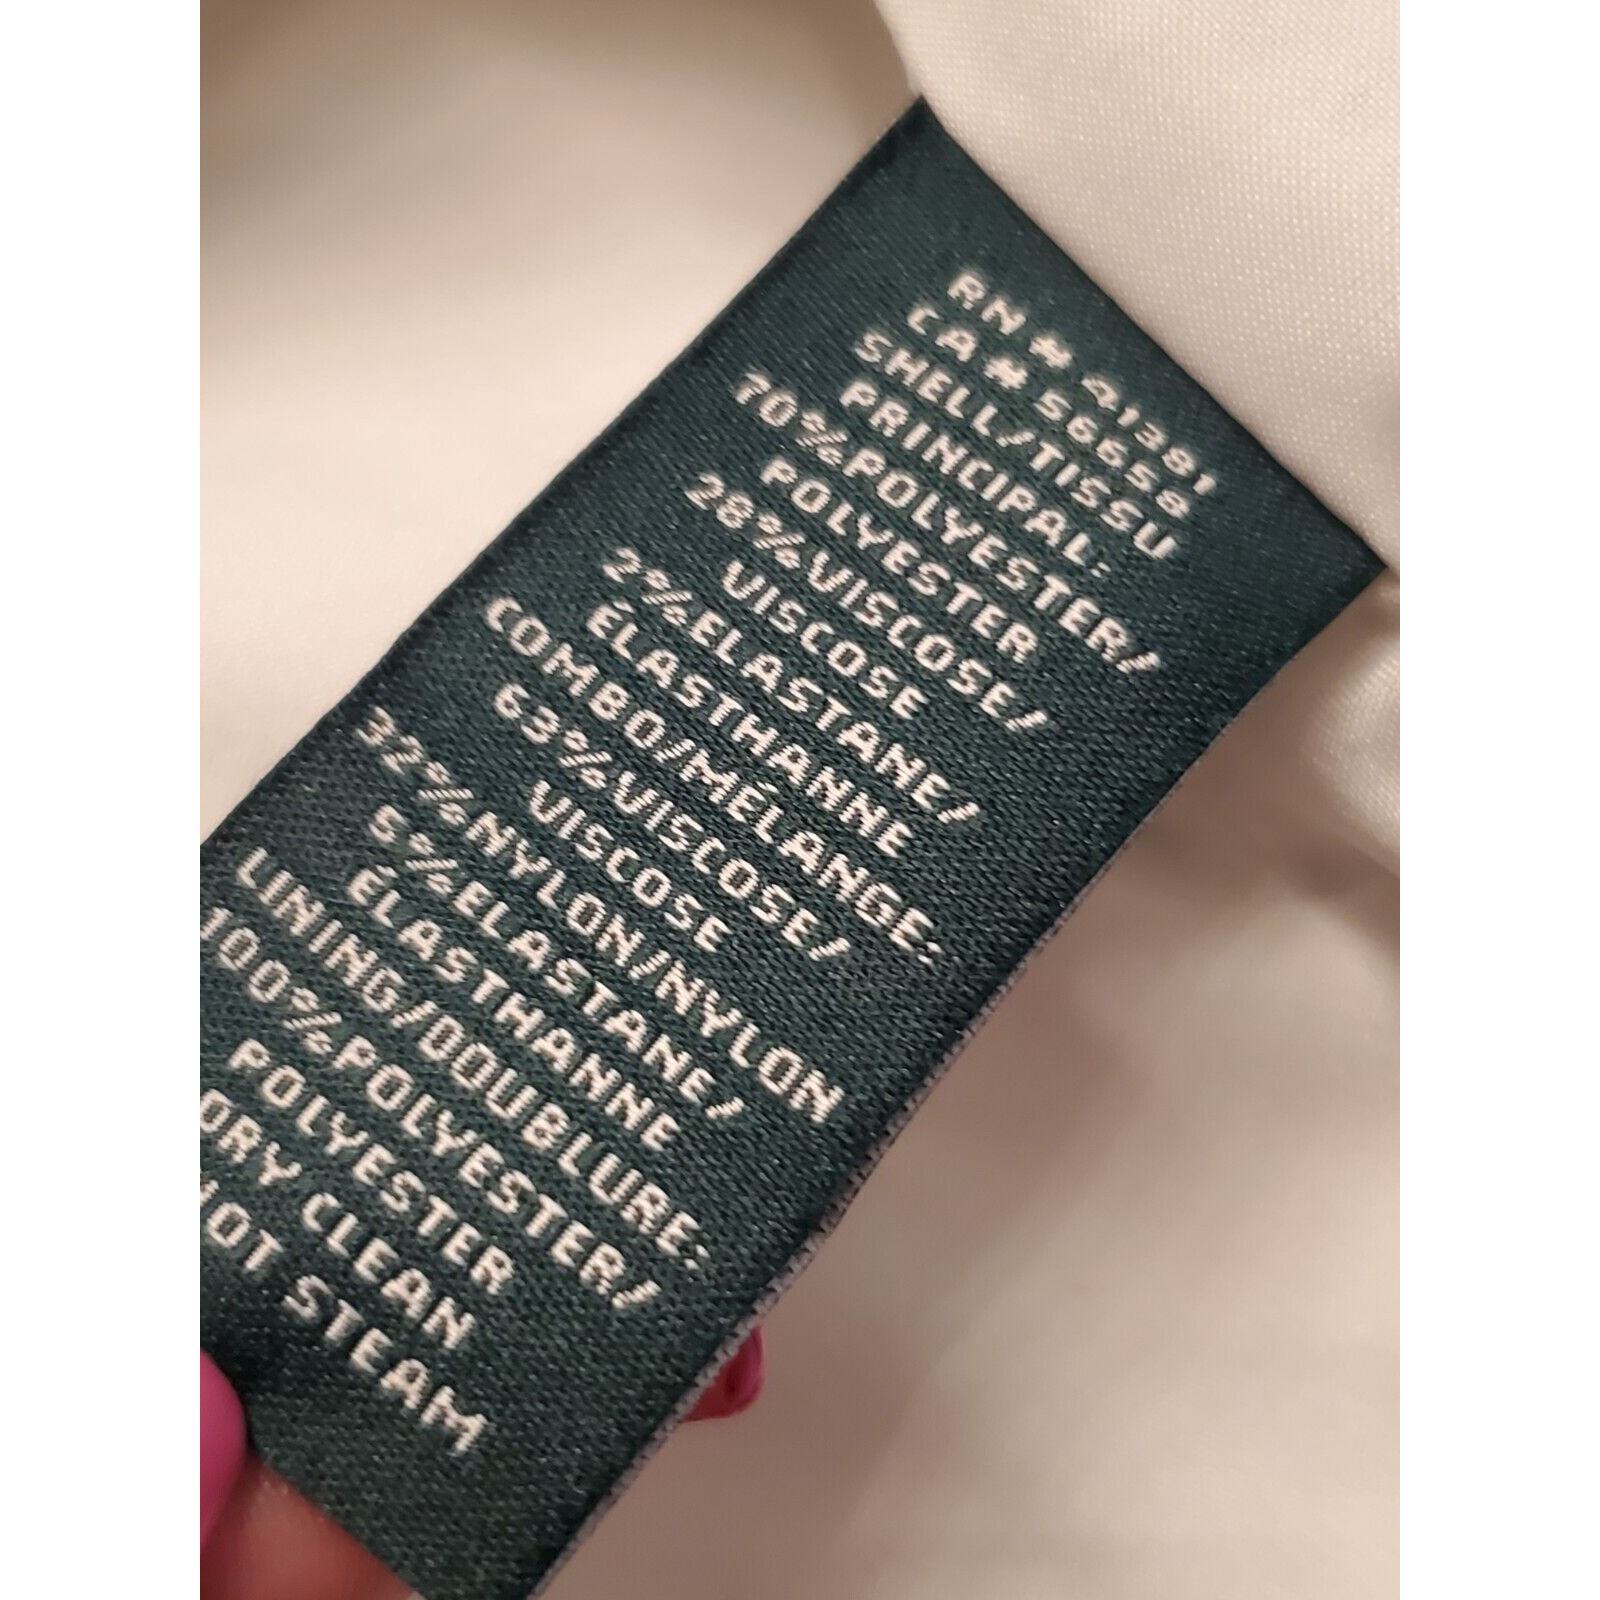 RN # 41381
CA# 56658
SHELL/TISSU
PRINCIPAL:
70%POLYESTER/
POLYESTER
28%VISCOSE/
VISCOSE
2%ELASTANE/
ÉLASTHANNE
COMBO/MÉLANGE:
63%VISCOSE/
VISCOSE
32%NYLON/NYLON
5%ELASTANE/
ÉLASTHANNE
LINING/DOUBLURE:
100%POLYESTER/
POLYESTER
DRY CLEAN
STEAM